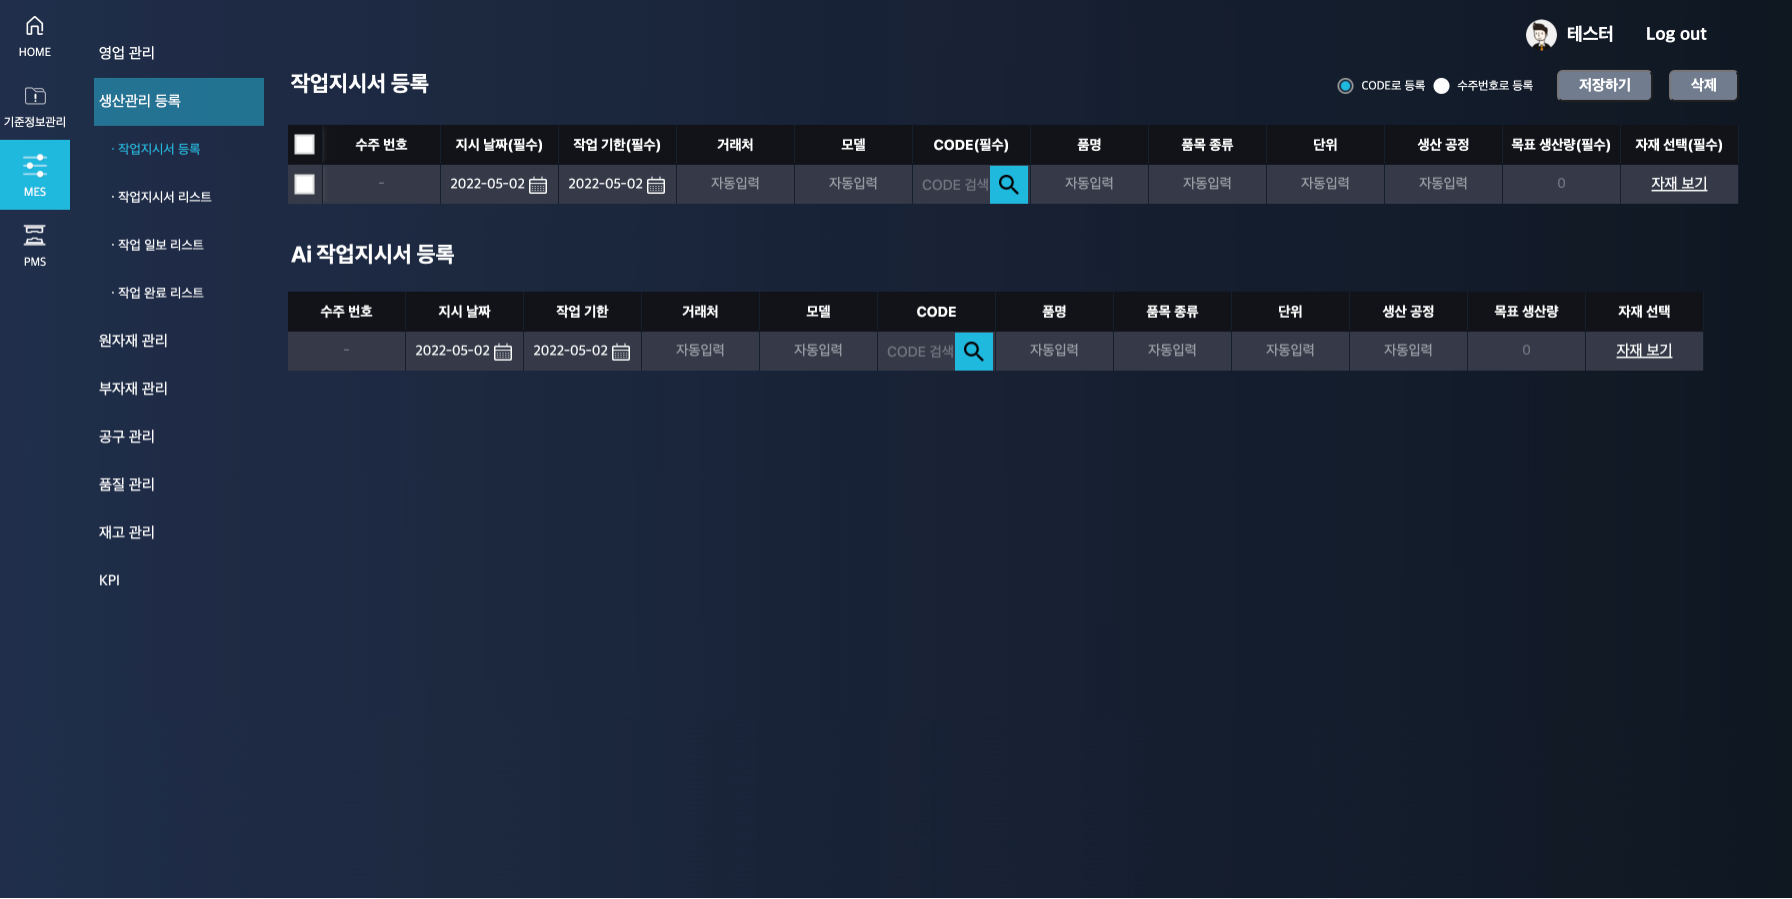 HOME
기준정보관리
MES
PMS
영업 관리
생산관리 등록
· 작업지시서 등록
· 작업지시서 리스트
· 작업 일보 리스트
· 작업 완료 리스트
원자재 관리
부자재 관리
공구 관리
품질 관리
재고 관리
KPI
테스터 Log out
작업지시서 등록
CODE로 등록 수주번호로 등록 저장하기 삭제
수주 번호 지시 날짜(필수) 작업 기한(필수) 거래처 모델 CODE(필수) 품명 품목 종류 단위 생산 공정 목표 생산량(필수) 자재 선택(필수)
- 2022-05-02 2022-05-02 자동입력 자동입력 CODE 검색 자동입력 자동입력 자동입력 자동입력 0 자재 보기
Ai 작업지시서 등록
수주 번호 지시 날짜 작업 기한 거래처 모델 CODE 품명 품목 종류 단위 생산 공정 목표 생산량 자재 선택
- 2022-05-02 2022-05-02 자동입력 자동입력 CODE 검색 자동입력 자동입력 자동입력 자동입력 0 자재 보기